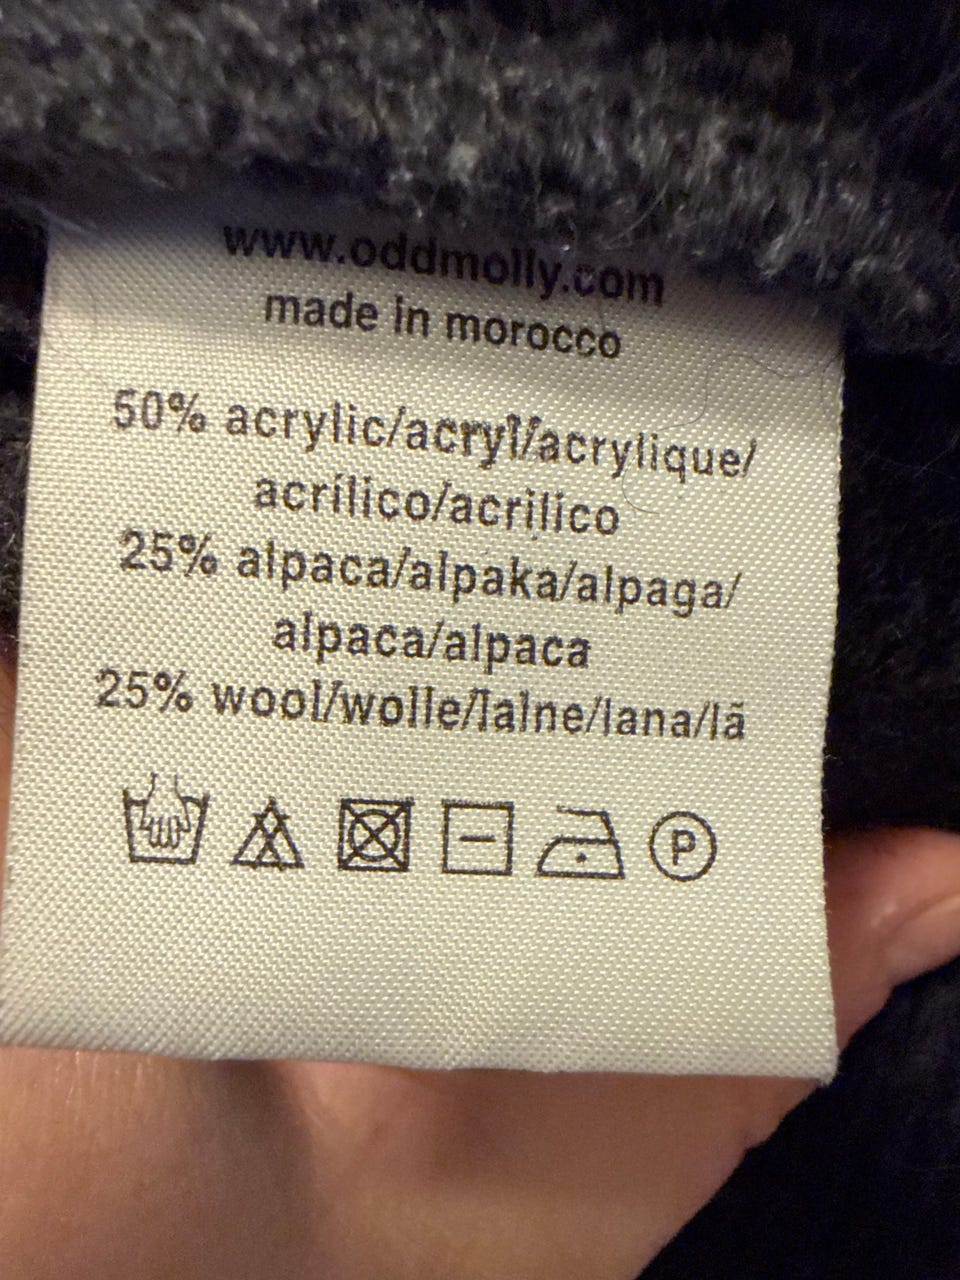 www.oddmolly.com
made in morocco
50% acrylic/acryl/acrylique/
acrílico/acrilico
25% alpaca/alpaka/alpaga/
alpaca/alpaca
25% wool/wolle/laine/lana/lã
P